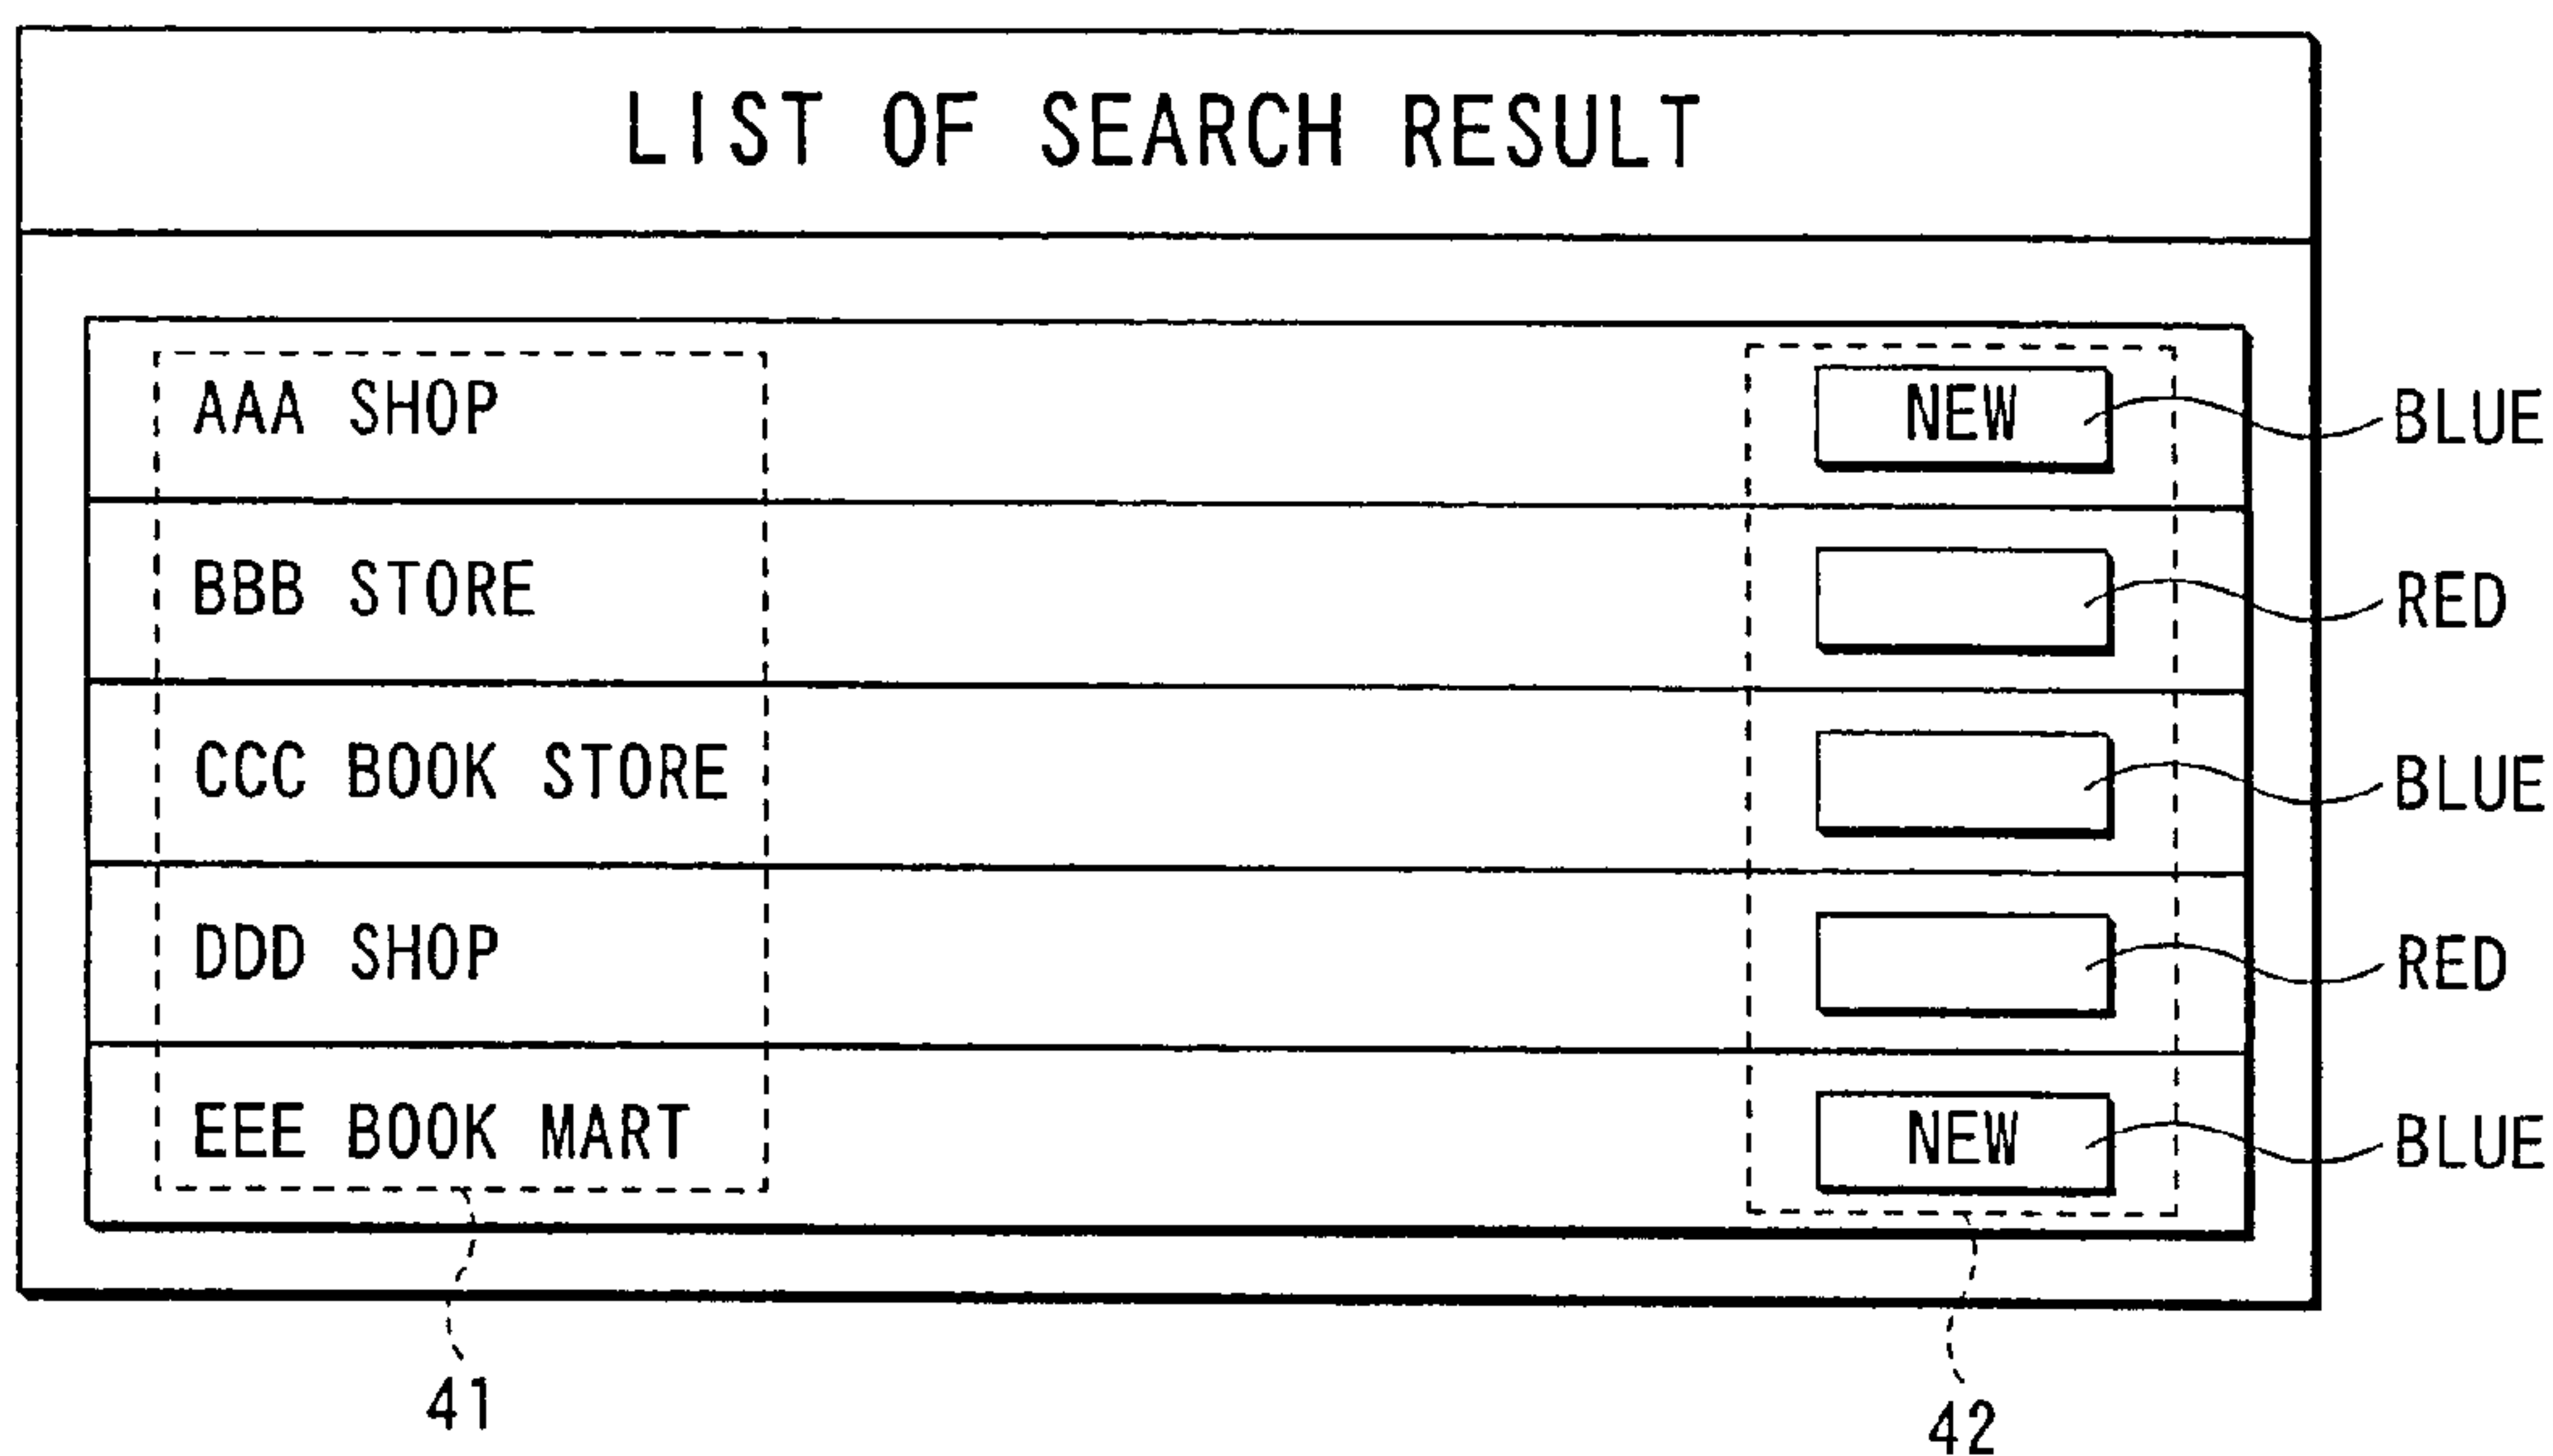 LIST OF SEARCH RESULT
AAA SHOP NEW BLUE
BBB STORE RED
CCC BOOK STORE BLUE
DDD SHOP RED
EEE BOOK MART NEW BLUE
41 42